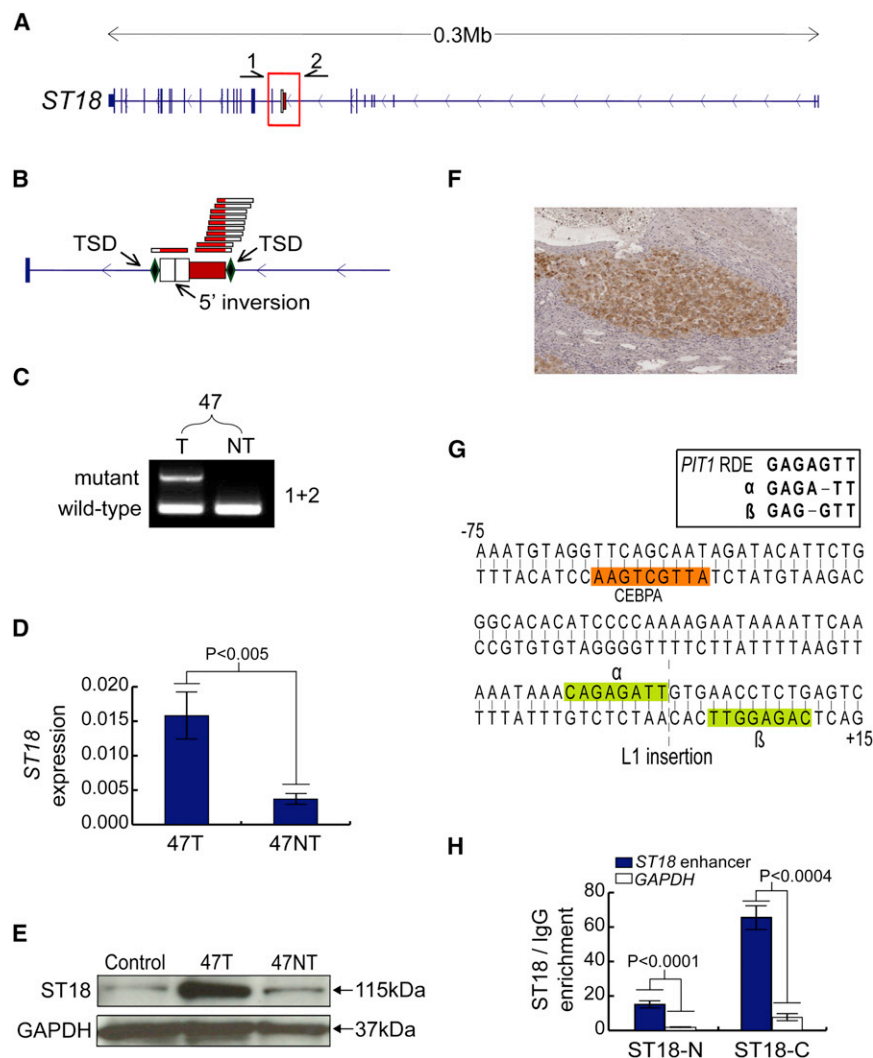 A
0.3Mb
1 2
ST18
B
TSD TSD
5' inversion
C
47
T NT
mutant
wild-type
1+2
D
P<0.005
0.020
0.015
0.010
0.005
0.000
ST18
expression
47T 47NT
E
Control 47T 47NT
ST18 115kDa
GAPDH 37kDa
F
G
PIT1 RDE GAGAGTT
α GAGA-TT
ß GAG-GTT
-75
AAATGTAGGTTCAGCAATAGATACATTCTG
TTTACATCCAAGTCGTTATCTATGTAAGAC
CEBPA
GGCACACATCCCCAAAAGAATAAAATTCAA
CCGTGTGTAGGGGTTTTCTTATTTTAAGTT
α
AAATAAACAGAGATTGTGAACCTCTGAGTC
TTTATTTGTCTCTAACACTTGGAGACTCAG
ß
+15
L1 insertion
H
ST18 enhancer
GAPDH
P<0.0004
P<0.0001
80
60
40
20
0
ST18 / IgG
enrichment
ST18-N ST18-C